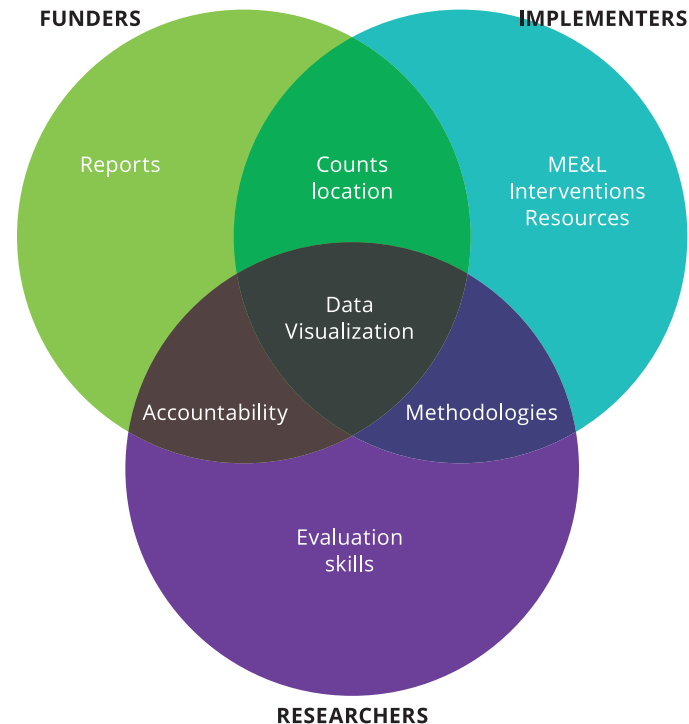 FUNDERS
IMPLEMENTERS
Reports
Counts
location
ME&L
Interventions
Resources
Data
Visualization
Accountability
Methodologies
Evaluation
skills
RESEARCHERS